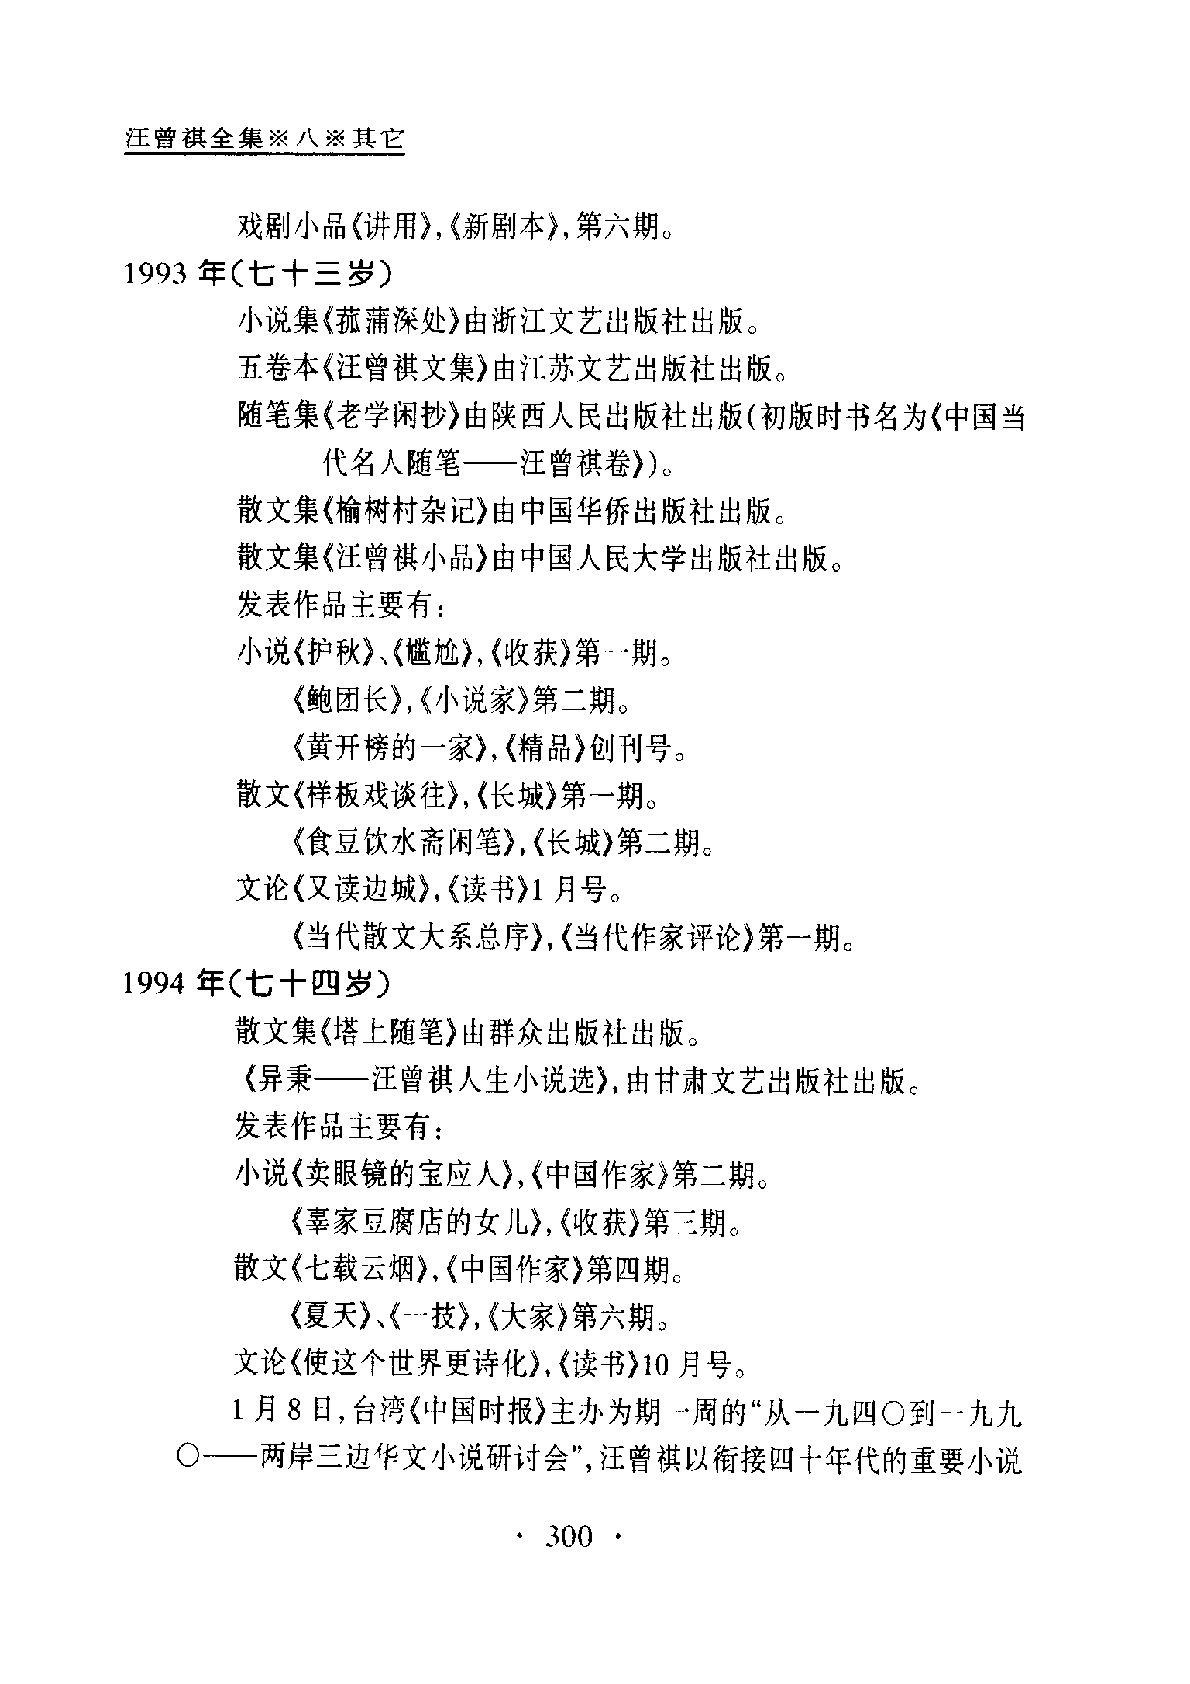 汪曾祺全集※八※其它
戏剧小品《讲用》,《新剧本》,第六期。
1993 年(七十三岁)
小说集《菰蒲深处》由浙江文艺出版社出版。
五卷本《汪曾祺文集》由江苏文艺出版社出版。
随笔集《老学闲抄》由陕西人民出版社出版(初版时书名为《中国当
代名人随笔——汪曾祺卷》)。
散文集《榆树村杂记》由中国华侨出版社出版。
散文集《汪曾祺小品》由中国人民大学出版社出版。
发表作品主要有:
小说《护秋》、《尴尬》,《收获》第一期。
《鲍团长》,《小说家》第二期。
《黄开榜的一家》,《精品》创刊号。
散文《样板戏谈往》,《长城》第一期。
《食豆饮水斋闲笔》,《长城》第二期。
文论《又读边城》,《读书》1 月号。
《当代散文大系总序》,《当代作家评论》第一期。
1994 年(七十四岁)
散文集《塔上随笔》由群众出版社出版。
《异秉——汪曾祺人生小说选》,由甘肃文艺出版社出版。
发表作品主要有:
小说《卖眼镜的宝应人》,《中国作家》第二期。
《辜家豆腐店的女儿》,《收获》第三期。
散文《七载云烟》,《中国作家》第四期。
《夏天》、《一技》,《大家》第六期。
文论《使这个世界更诗化》,《读书》10 月号。
1 月 8 日,台湾《中国时报》主办为期一周的“从一九四〇到一九九
〇——两岸三边华文小说研讨会”,汪曾祺以衔接四十年代的重要小说
· 300 ·